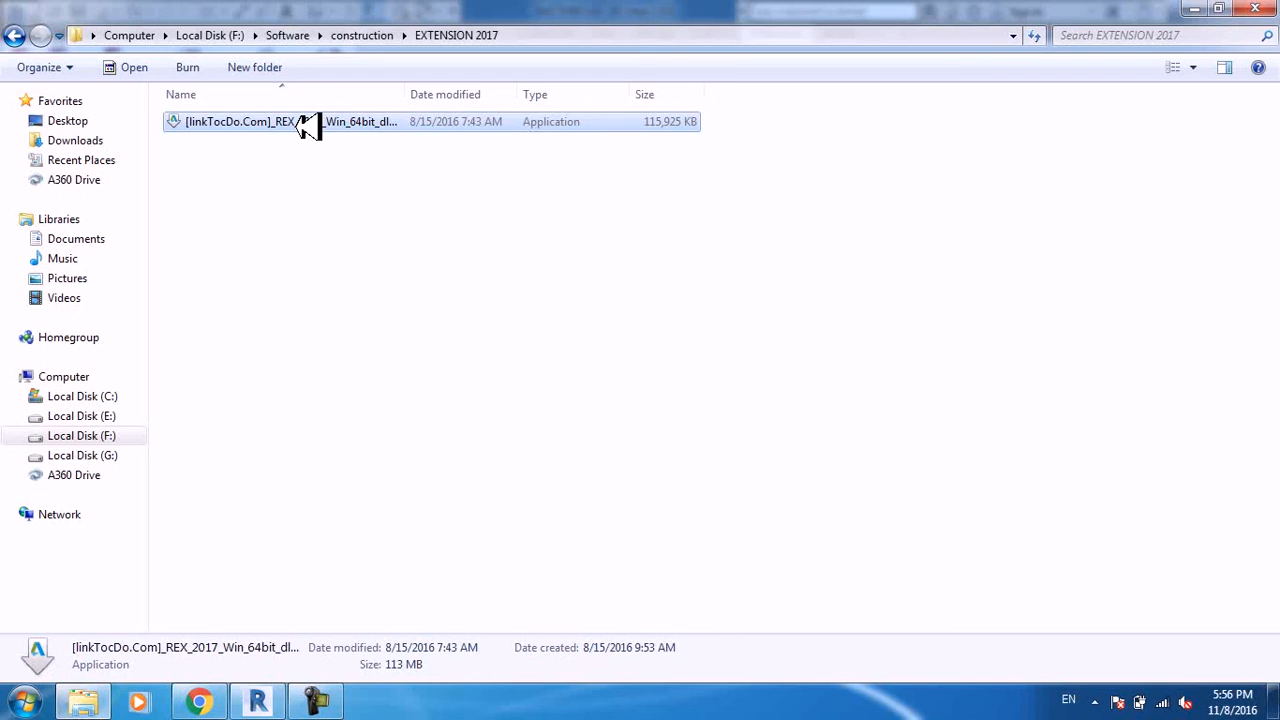 Computer Local Disk (F:) Software construction EXTENSION 2017 Search EXTENSION 2017
Organize Open Burn New folder
Name Date modified Type Size
[linkTocDo.Com]_REX_ _Win_64bit_dl... 8/15/2016 7:43 AM Application 115,925 KB
Favorites
Desktop
Downloads
Recent Places
A360 Drive
Libraries
Documents
Music
Pictures
Videos
Homegroup
Computer
Local Disk (C:)
Local Disk (E:)
Local Disk (F:)
Local Disk (G:)
A360 Drive
Network
[linkTocDo.Com]_REX_2017_Win_64bit_dl... Date modified: 8/15/2016 7:43 AM Date created: 8/15/2016 9:53 AM
Application Size: 113 MB
EN 5:56 PM
11/8/2016